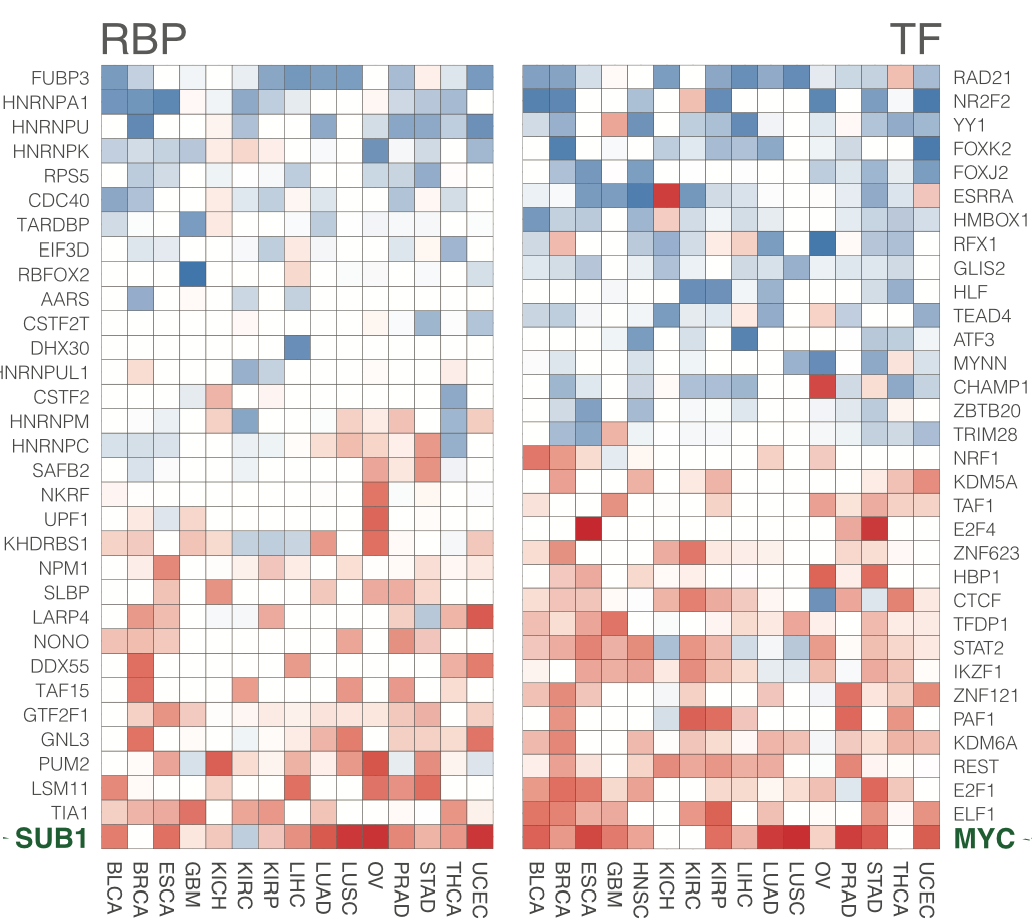 RBP TF
FUBP3 RAD21
HNRNPA1 NR2F2
HNRNPU YY1
HNRNPK FOXK2
RPS5 FOXJ2
CDC40 ESRRA
TARDBP HMBOX1
EIF3D RFX1
RBFOX2 GLIS2
AARS HLF
CSTF2T TEAD4
DHX30 ATF3
HNRNPUL1 MYNN
CSTF2 CHAMP1
HNRNPM ZBTB20
HNRNPC TRIM28
SAFB2 NRF1
NKRF KDM5A
UPF1 TAF1
KHDRBS1 E2F4
NPM1 ZNF623
SLBP HBP1
LARP4 CTCF
NONO TFDP1
DDX55 STAT2
TAF15 IKZF1
GTF2F1 ZNF121
GNL3 PAF1
PUM2 KDM6A
LSM11 REST
TIA1 E2F1
ELF1
SUB1 MYC
BLCA BRCA ESCA GBM KICH KIRC KIRP LIHC LUAD LUSC OV PRAD STAD THCA UCEC BLCA BRCA ESCA GBM HNSC KICH KIRC KIRP LIHC LUAD LUSC OV PRAD STAD THCA UCEC